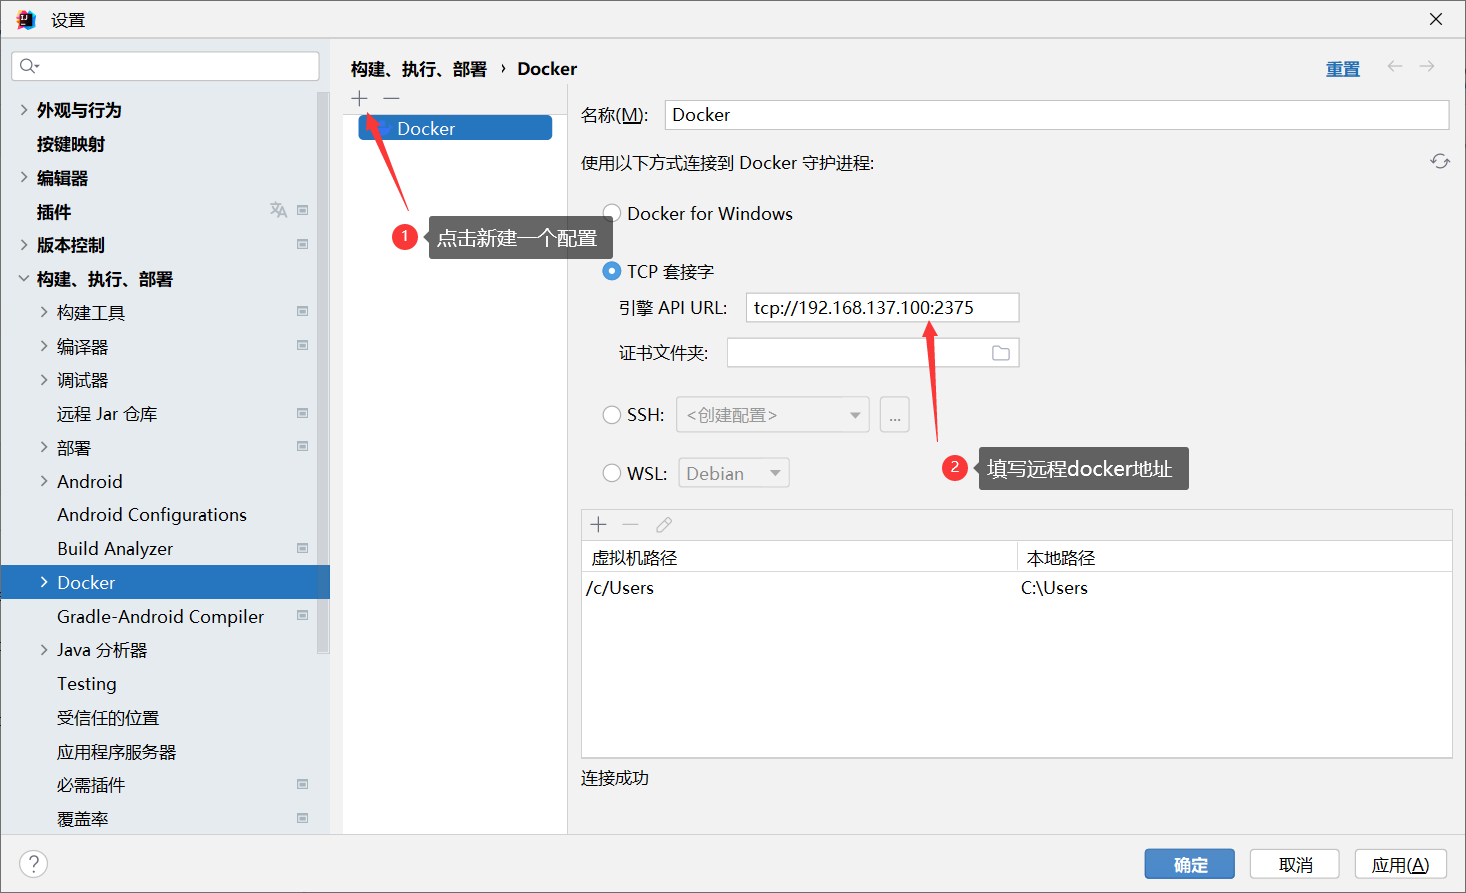 设置
外观与行为
按键映射
编辑器
插件
版本控制
构建、执行、部署
构建工具
编译器
调试器
远程 Jar 仓库
部署
Android
Android Configurations
Build Analyzer
Docker
Gradle-Android Compiler
Java 分析器
Testing
受信任的位置
应用程序服务器
必需插件
覆盖率
构建、执行、部署 › Docker
重置
Docker
1 点击新建一个配置
名称(M): Docker
使用以下方式连接到 Docker 守护进程:
Docker for Windows
TCP 套接字
引擎 API URL: tcp://192.168.137.100:2375
证书文件夹:
SSH: <创建配置> ...
WSL: Debian
2 填写远程docker地址
虚拟机路径 本地路径
/c/Users C:\Users
连接成功
? 确定 取消 应用(A)